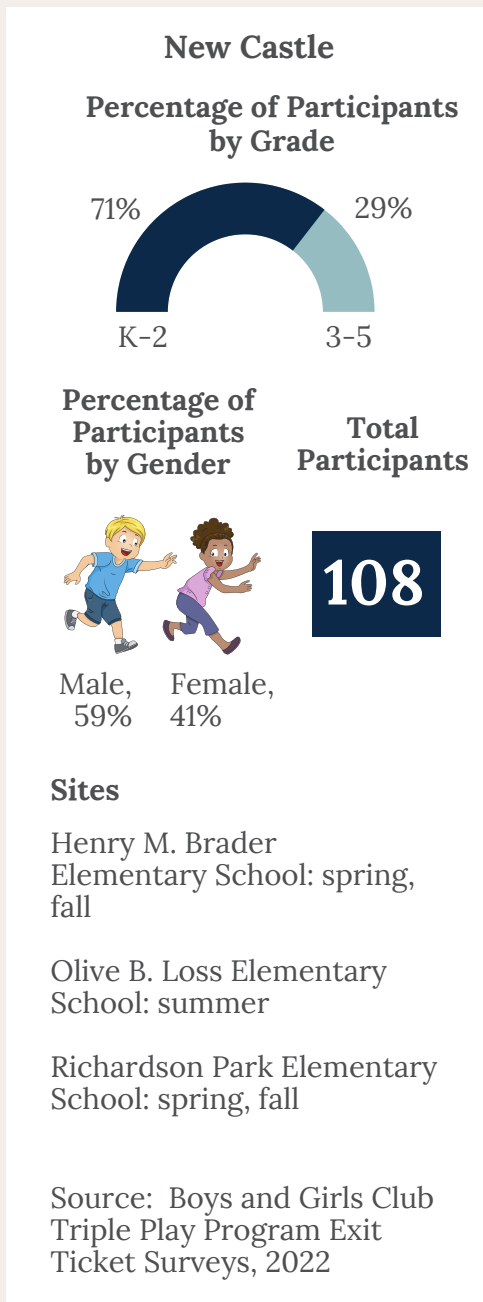 New Castle
Percentage of Participants
by Grade
71%
29%
K-2
3-5
Percentage of
Participants
by Gender
Total
Participants
108
Male,
59%
Female,
41%
Sites
Henry M. Brader
Elementary School: spring,
fall
Olive B. Loss Elementary
School: summer
Richardson Park Elementary
School: spring, fall
Source:  Boys and Girls Club
Triple Play Program Exit
Ticket Surveys, 2022